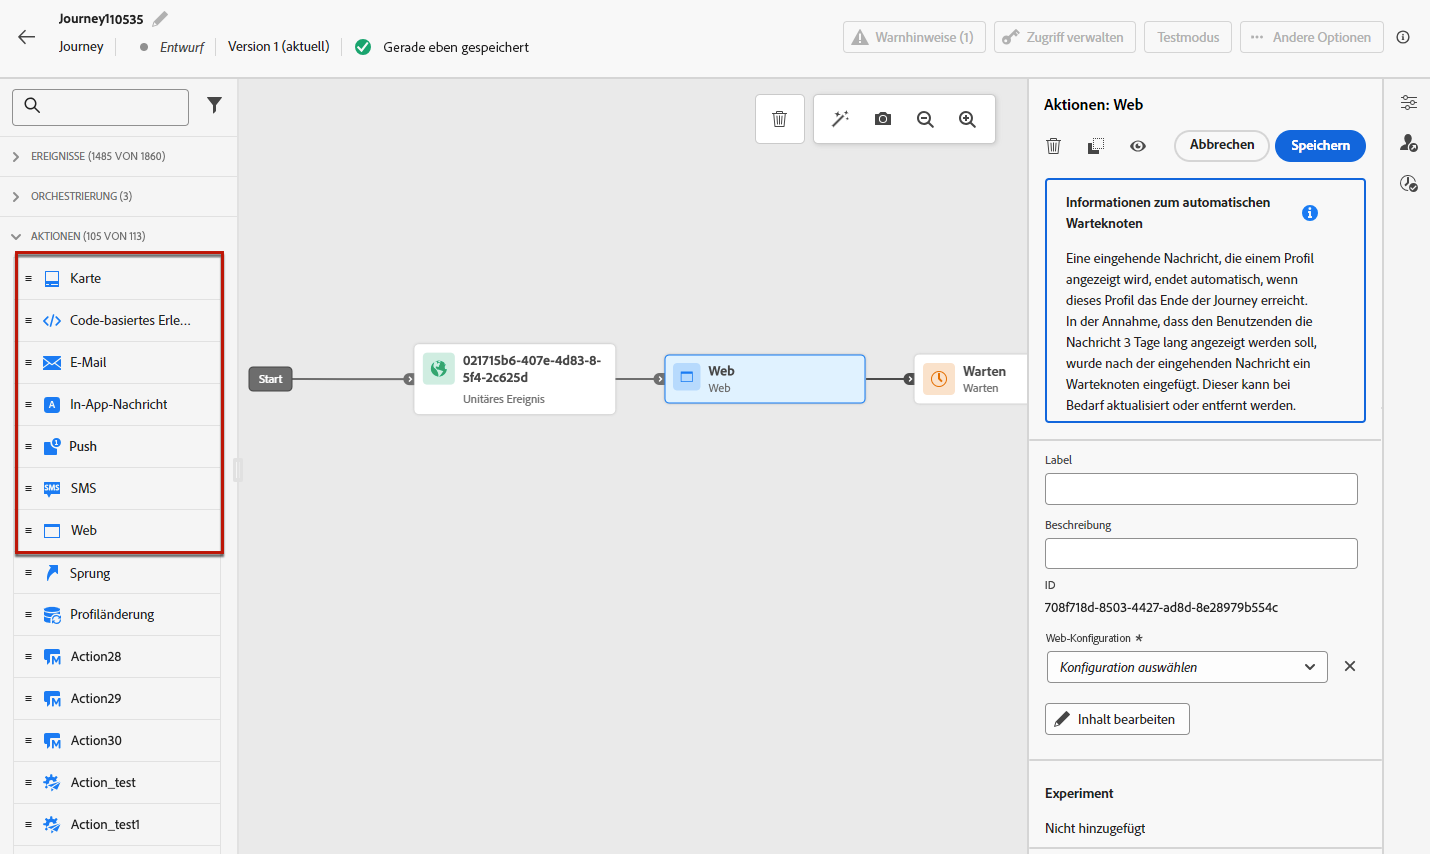 Journey110535
Journey
Entwurf
Version 1 (aktuell)
Gerade eben gespeichert
Warnhinweise (1)
Zugriff verwalten
Testmodus
Andere Optionen
EREIGNISSE (1485 VON 1860)
ORCHESTRIERUNG (3)
AKTIONEN (105 VON 113)
Karte
Code-basiertes Erle...
E-Mail
In-App-Nachricht
Push
SMS
Web
Sprung
Profiländerung
Action28
Action29
Action30
Action_test
Action_test1
Start
021715b6-407e-4d83-8-
5f4-2c625d
Unitäres Ereignis
Web
Web
Warten
Warten
Aktionen: Web
Abbrechen
Speichern
Informationen zum automatischen
Warteknoten
Eine eingehende Nachricht, die einem Profil
angezeigt wird, endet automatisch, wenn
dieses Profil das Ende der Journey erreicht.
In der Annahme, dass den Benutzenden die
Nachricht 3 Tage lang angezeigt werden soll,
wurde nach der eingehenden Nachricht ein
Warteknoten eingefügt. Dieser kann bei
Bedarf aktualisiert oder entfernt werden.
Label
Beschreibung
ID
708f718d-8503-4427-ad8d-8e28979b554c
Web-Konfiguration *
Konfiguration auswählen
Inhalt bearbeiten
Experiment
Nicht hinzugefügt